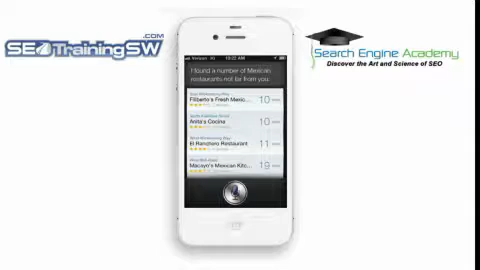 .COM
SEOTrainingSW
Search Engine Academy
Discover the Art and Science of SEO
Verizon 3G 10:22 AM
I found a number of Mexican
restaurants not far from you.
Filiberto's Fresh Mexic... 10
Anita's Cocina 10
El Ranchero Restaurant 11
Macayo's Mexican Kitc... 19